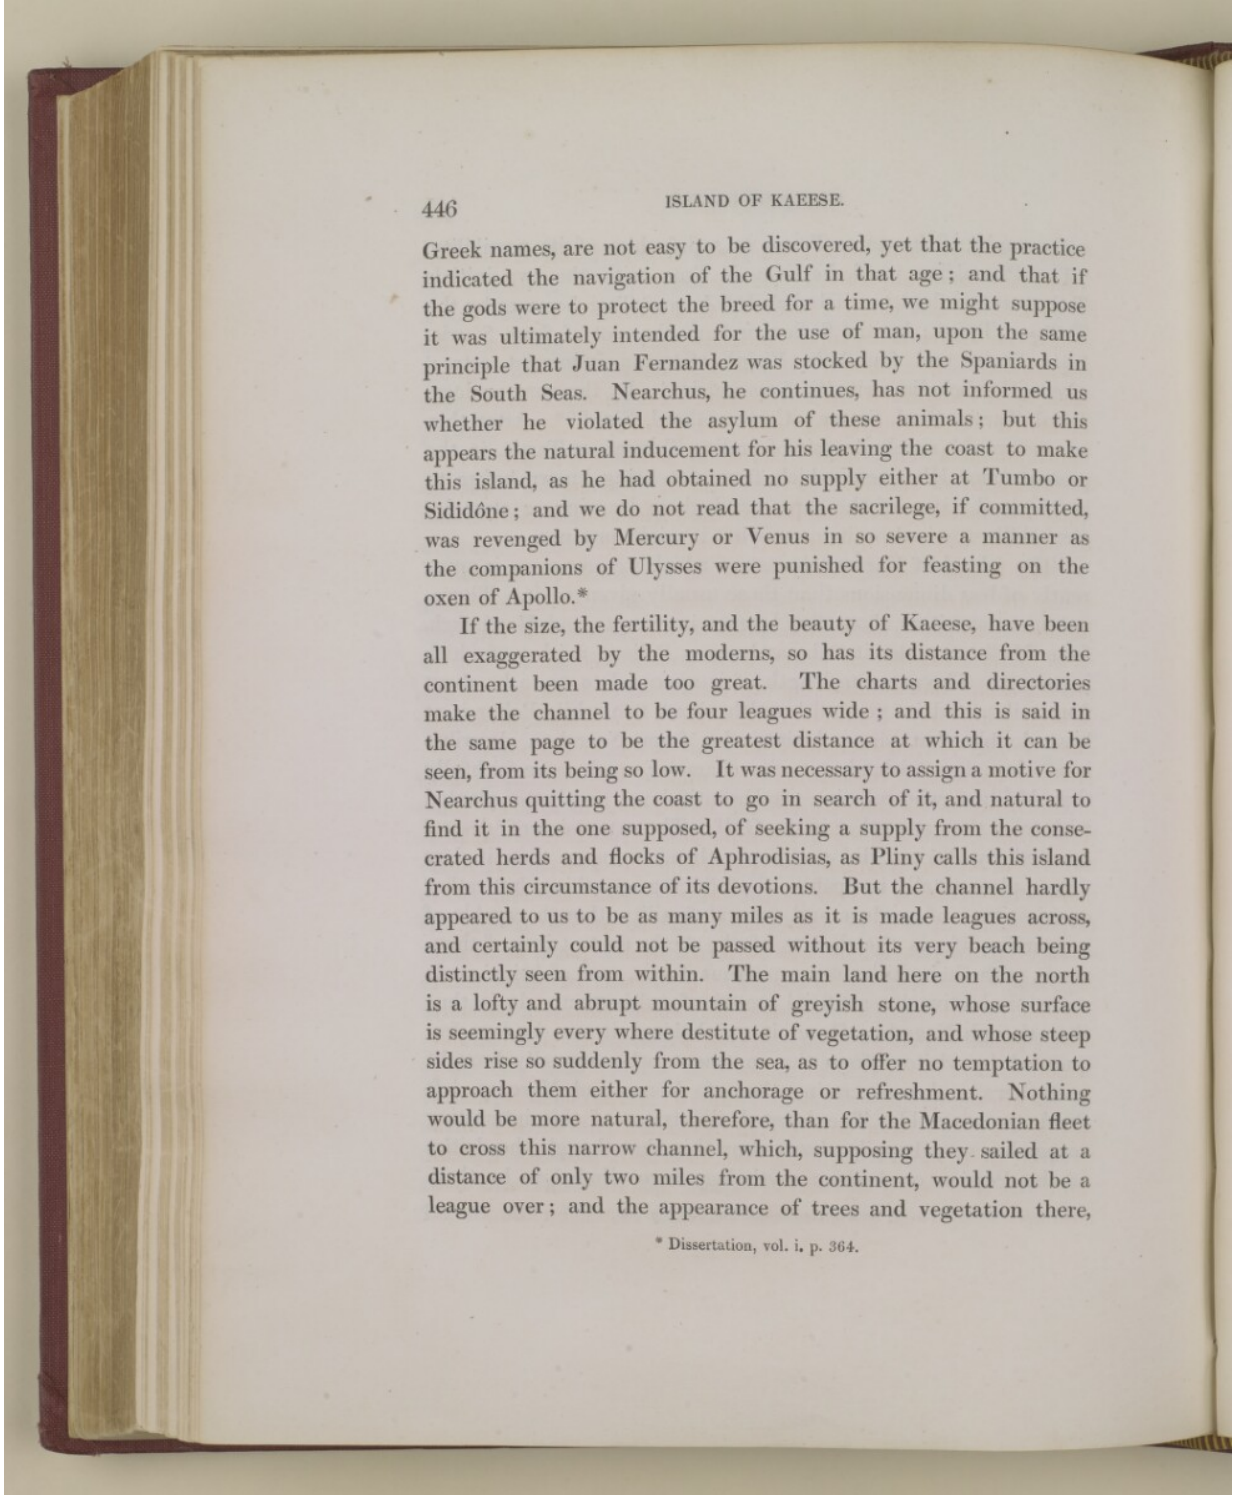 446
ISLAND OF KAEESE.
Greek names, are not easy to be discovered, yet that the practice
indicated the navigation of the Gulf in that age; and that if
the gods were to protect the breed for a time, we might suppose
it was ultimately intended for the use of man, upon the same
principle that Juan Fernandez was stocked by the Spaniards in
the South Seas. Nearchus, he continues, has not informed us
whether he violated the asylum of these animals; but this
appears the natural inducement for his leaving the coast to make
this island, as he had obtained no supply either at Tumbo or
Sididône; and we do not read that the sacrilege, if committed,
was revenged by Mercury or Venus in so severe a manner as
the companions of Ulysses were punished for feasting on the
oxen of Apollo.*
If the size, the fertility, and the beauty of Kaeese, have been
all exaggerated by the moderns, so has its distance from the
continent been made too great. The charts and directories
make the channel to be four leagues wide; and this is said in
the same page to be the greatest distance at which it can be
seen, from its being so low. It was necessary to assign a motive for
Nearchus quitting the coast to go in search of it, and natural to
find it in the one supposed, of seeking a supply from the conse-
crated herds and flocks of Aphrodisias, as Pliny calls this island
from this circumstance of its devotions. But the channel hardly
appeared to us to be as many miles as it is made leagues across,
and certainly could not be passed without its very beach being
distinctly seen from within. The main land here on the north
is a lofty and abrupt mountain of greyish stone, whose surface
is seemingly every where destitute of vegetation, and whose steep
sides rise so suddenly from the sea, as to offer no temptation to
approach them either for anchorage or refreshment. Nothing
would be more natural, therefore, than for the Macedonian fleet
to cross this narrow channel, which, supposing they sailed at a
distance of only two miles from the continent, would not be a
league over; and the appearance of trees and vegetation there,
* Dissertation, vol. i. p. 364.